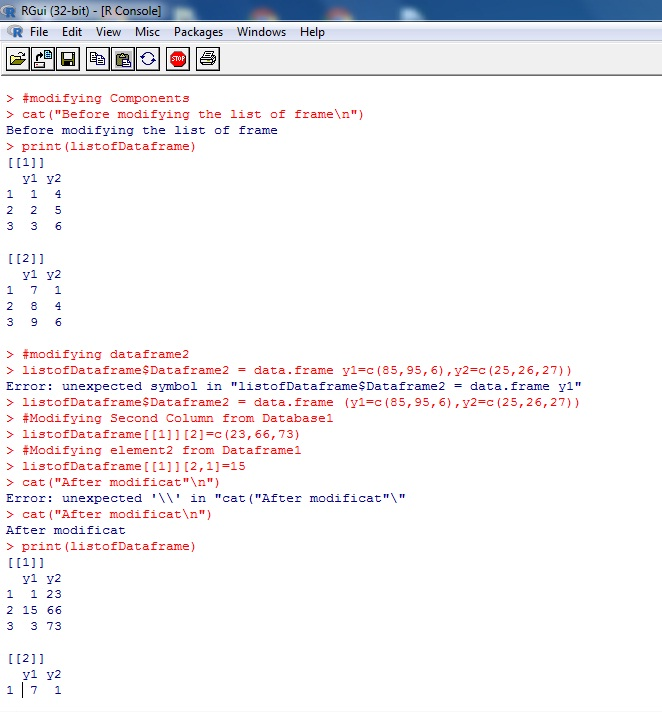 RGui (32-bit) - [R Console]
File Edit View Misc Packages Windows Help
STOP
> #modifying Components
> cat("Before modifying the list of frame\n")
Before modifying the list of frame
> print(listofDataframe)
[[1]]
  y1 y2
1  1  4
2  2  5
3  3  6
[[2]]
  y1 y2
1  7  1
2  8  4
3  9  6
> #modifying dataframe2
> listofDataframe$Dataframe2 = data.frame y1=c(85,95,6),y2=c(25,26,27))
Error: unexpected symbol in "listofDataframe$Dataframe2 = data.frame y1"
> listofDataframe$Dataframe2 = data.frame (y1=c(85,95,6),y2=c(25,26,27))
> #Modifying Second Column from Database1
> listofDataframe[[1]][2]=c(23,66,73)
> #Modifying element2 from Dataframe1
> listofDataframe[[1]][2,1]=15
> cat("After modificat"\n")
Error: unexpected '\\' in "cat("After modificat"\"
> cat("After modificat\n")
After modificat
> print(listofDataframe)
[[1]]
  y1 y2
1  1 23
2 15 66
3  3 73
[[2]]
  y1 y2
1  7  1